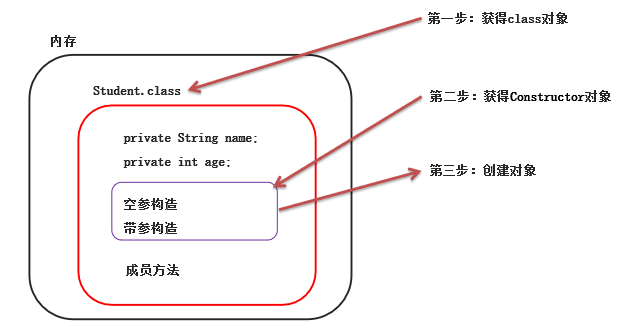 第一步：获得class对象
内存
Student.class
第二步：获得Constructor对象
private String name;
private int age;
第三步：创建对象
空参构造
带参构造
成员方法